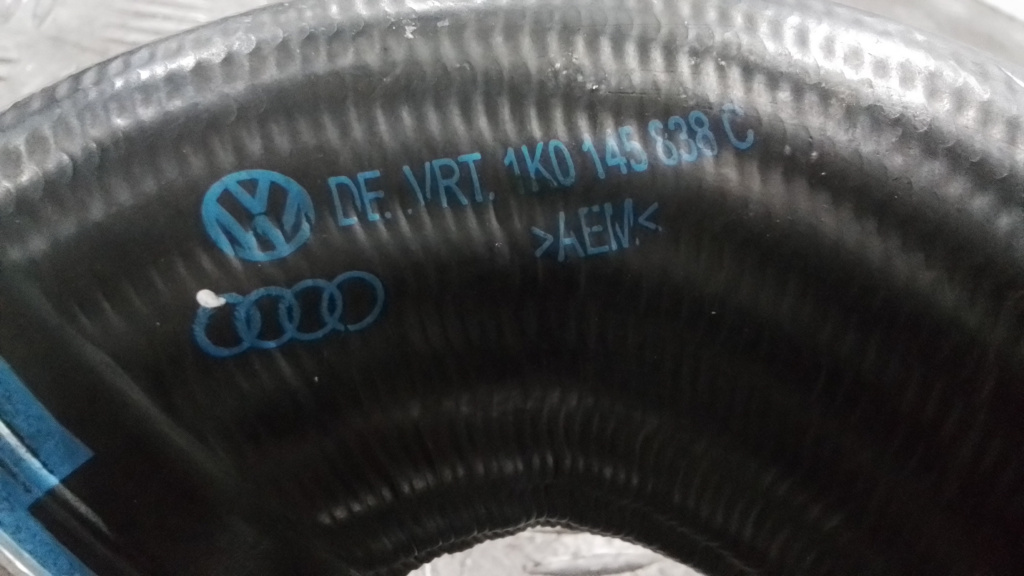 DE. VRT. 1K0 145 838 C
>AEM<